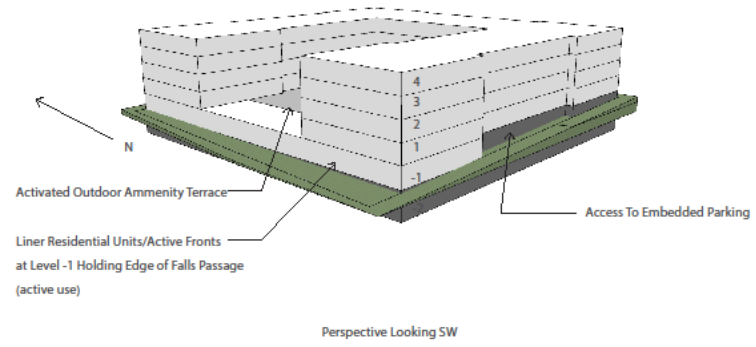 4
3
2
1
-1
N
Activated Outdoor Ammenity Terrace
Access To Embedded Parking
Liner Residential Units/Active Fronts
at Level -1 Holding Edge of Falls Passage
(active use)
Perspective Looking SW